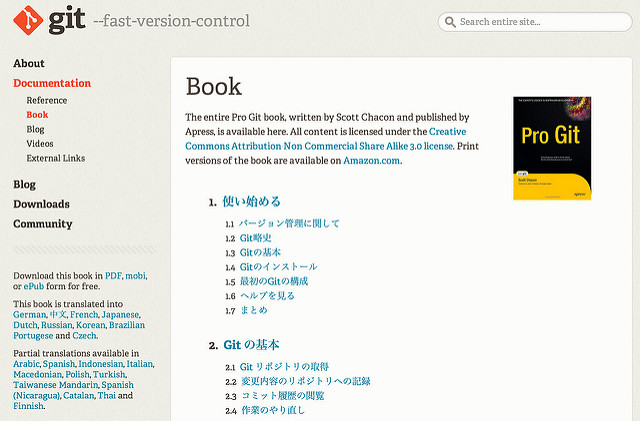 git --fast-version-control
Search entire site...
About
Documentation
Reference
Book
Blog
Videos
External Links
Blog
Downloads
Community
Download this book in PDF, mobi,
or ePub form for free.
This book is translated into
German, 中文, French, Japanese,
Dutch, Russian, Korean, Brazilian
Portugese and Czech.
Partial translations available in
Arabic, Spanish, Indonesian, Italian,
Macedonian, Polish, Turkish,
Taiwanese Mandarin, Spanish
(Nicaragua), Catalan, Thai and
Finnish.
Book
The entire Pro Git book, written by Scott Chacon and published by
Apress, is available here. All content is licensed under the Creative
Commons Attribution Non Commercial Share Alike 3.0 license. Print
versions of the book are available on Amazon.com.
Pro Git
1. 使い始める
1.1 バージョン管理に関して
1.2 Git略史
1.3 Gitの基本
1.4 Gitのインストール
1.5 最初のGitの構成
1.6 ヘルプを見る
1.7 まとめ
2. Git の基本
2.1 Git リポジトリの取得
2.2 変更内容のリポジトリへの記録
2.3 コミット履歴の閲覧
2.4 作業のやり直し